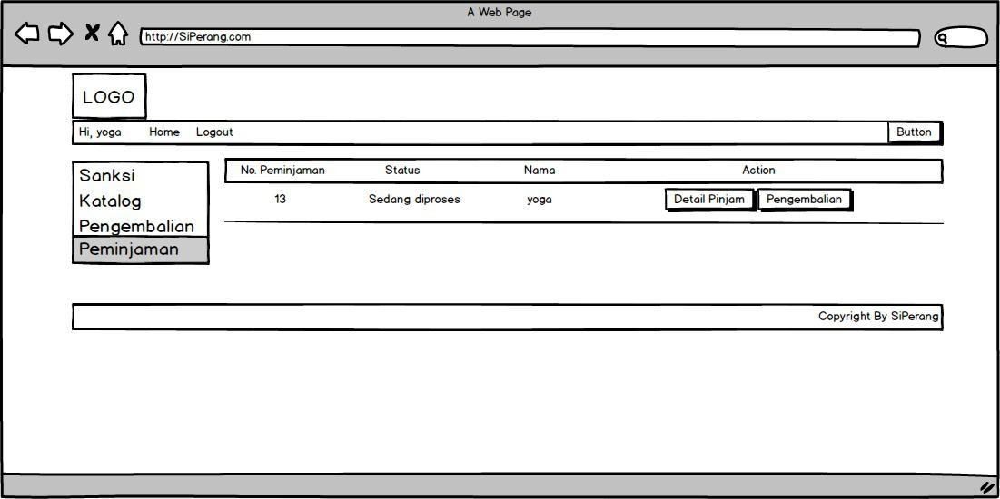 A Web Page
http://SiPerang.com
LOGO
Hi, yoga Home Logout Button
Sanksi
Katalog
Pengembalian
Peminjaman
No. Peminjaman Status Nama Action
13 Sedang diproses yoga Detail Pinjam Pengembalian
Copyright By SiPerang